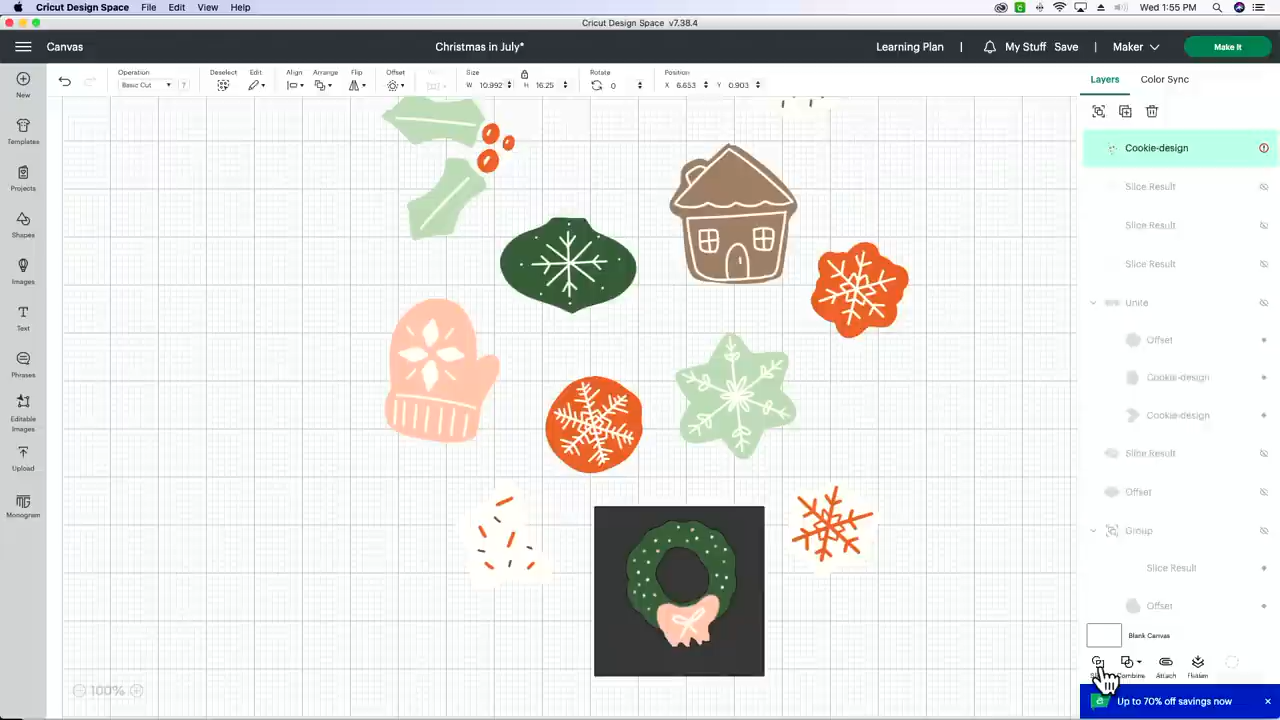 Cricut Design Space File Edit View Help Wed 1:55 PM
Cricut Design Space v7.38.4
Canvas Christmas in July* Learning Plan | My Stuff Save | Maker Make It
Operation Deselect Edit Align Arrange Flip Offset Size Rotate Position
Basic Cut ? W 10.992 H 16.25 0 X 6.653 Y 0.903
Layers Color Sync
New
Templates
Projects
Shapes
Images
Text
Phrases
Editable
Images
Upload
Monogram
Cookie-design
Slice Result
Slice Result
Slice Result
Unite
Offset
Cookie-design
Cookie-design
Slice Result
Offset
Group
Slice Result
Offset
Blank Canvas
Combine Attach Flatten
100%
Up to 70% off savings now